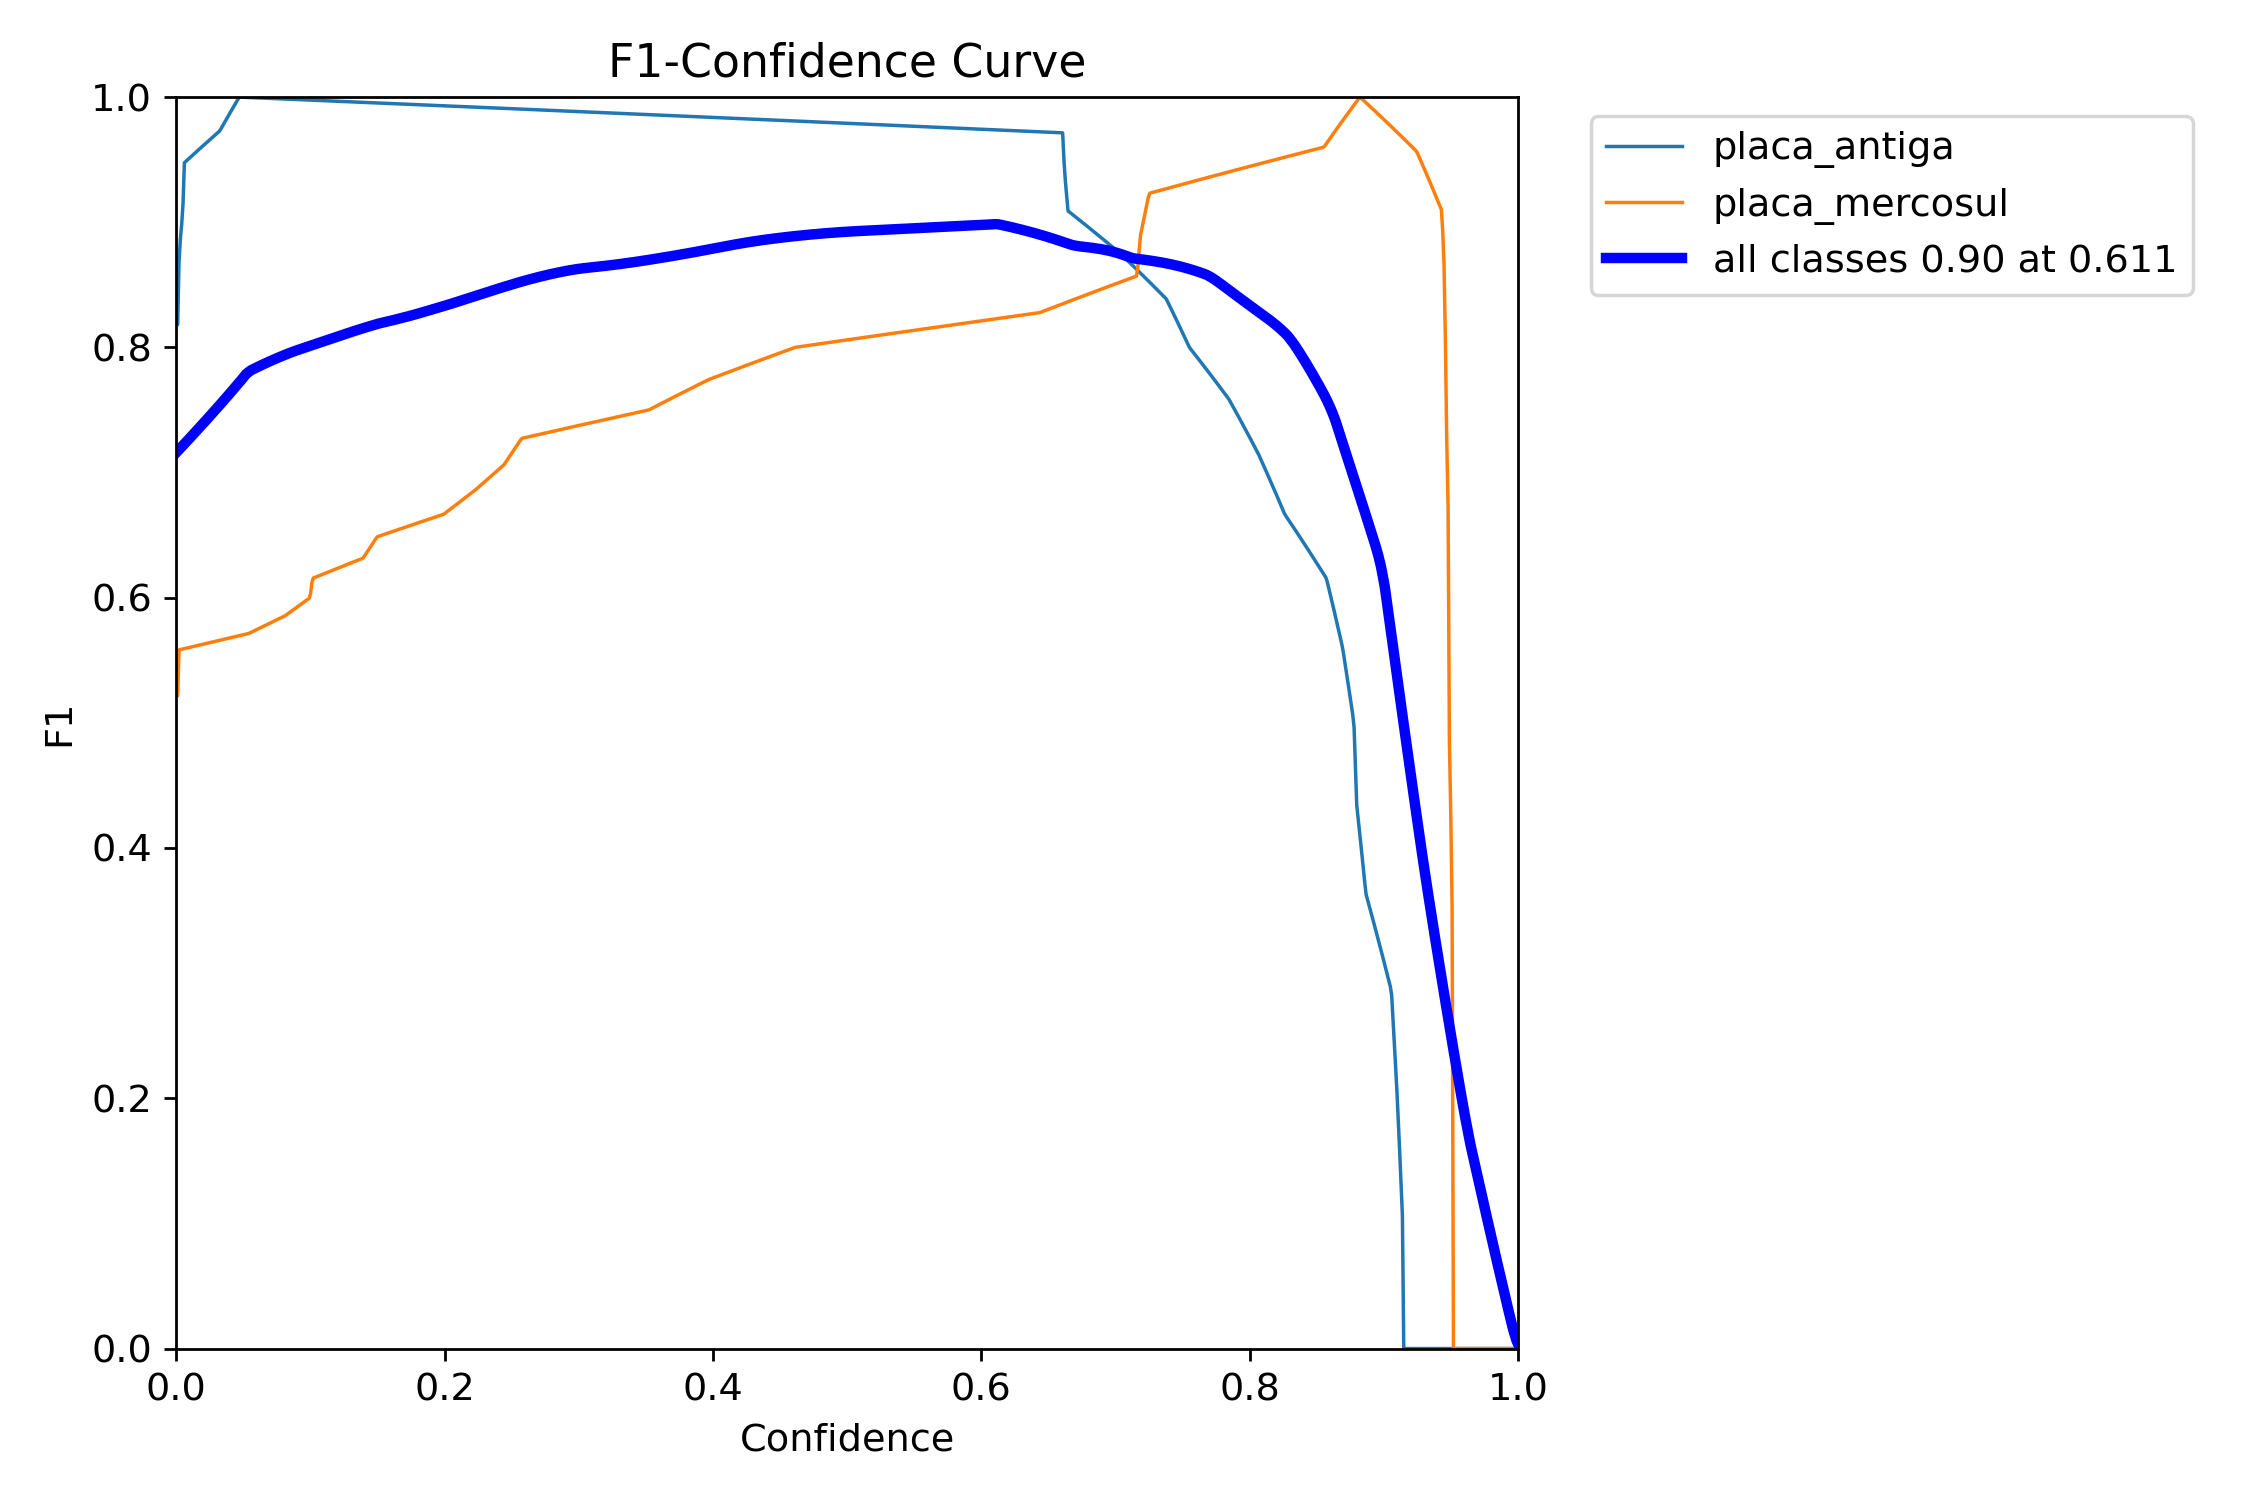 F1-Confidence Curve
placa_antiga
placa_mercosul
all classes 0.90 at 0.611
1.0
0.8
0.6
0.4
0.2
0.0
F1
0.0 0.2 0.4 0.6 0.8 1.0
Confidence